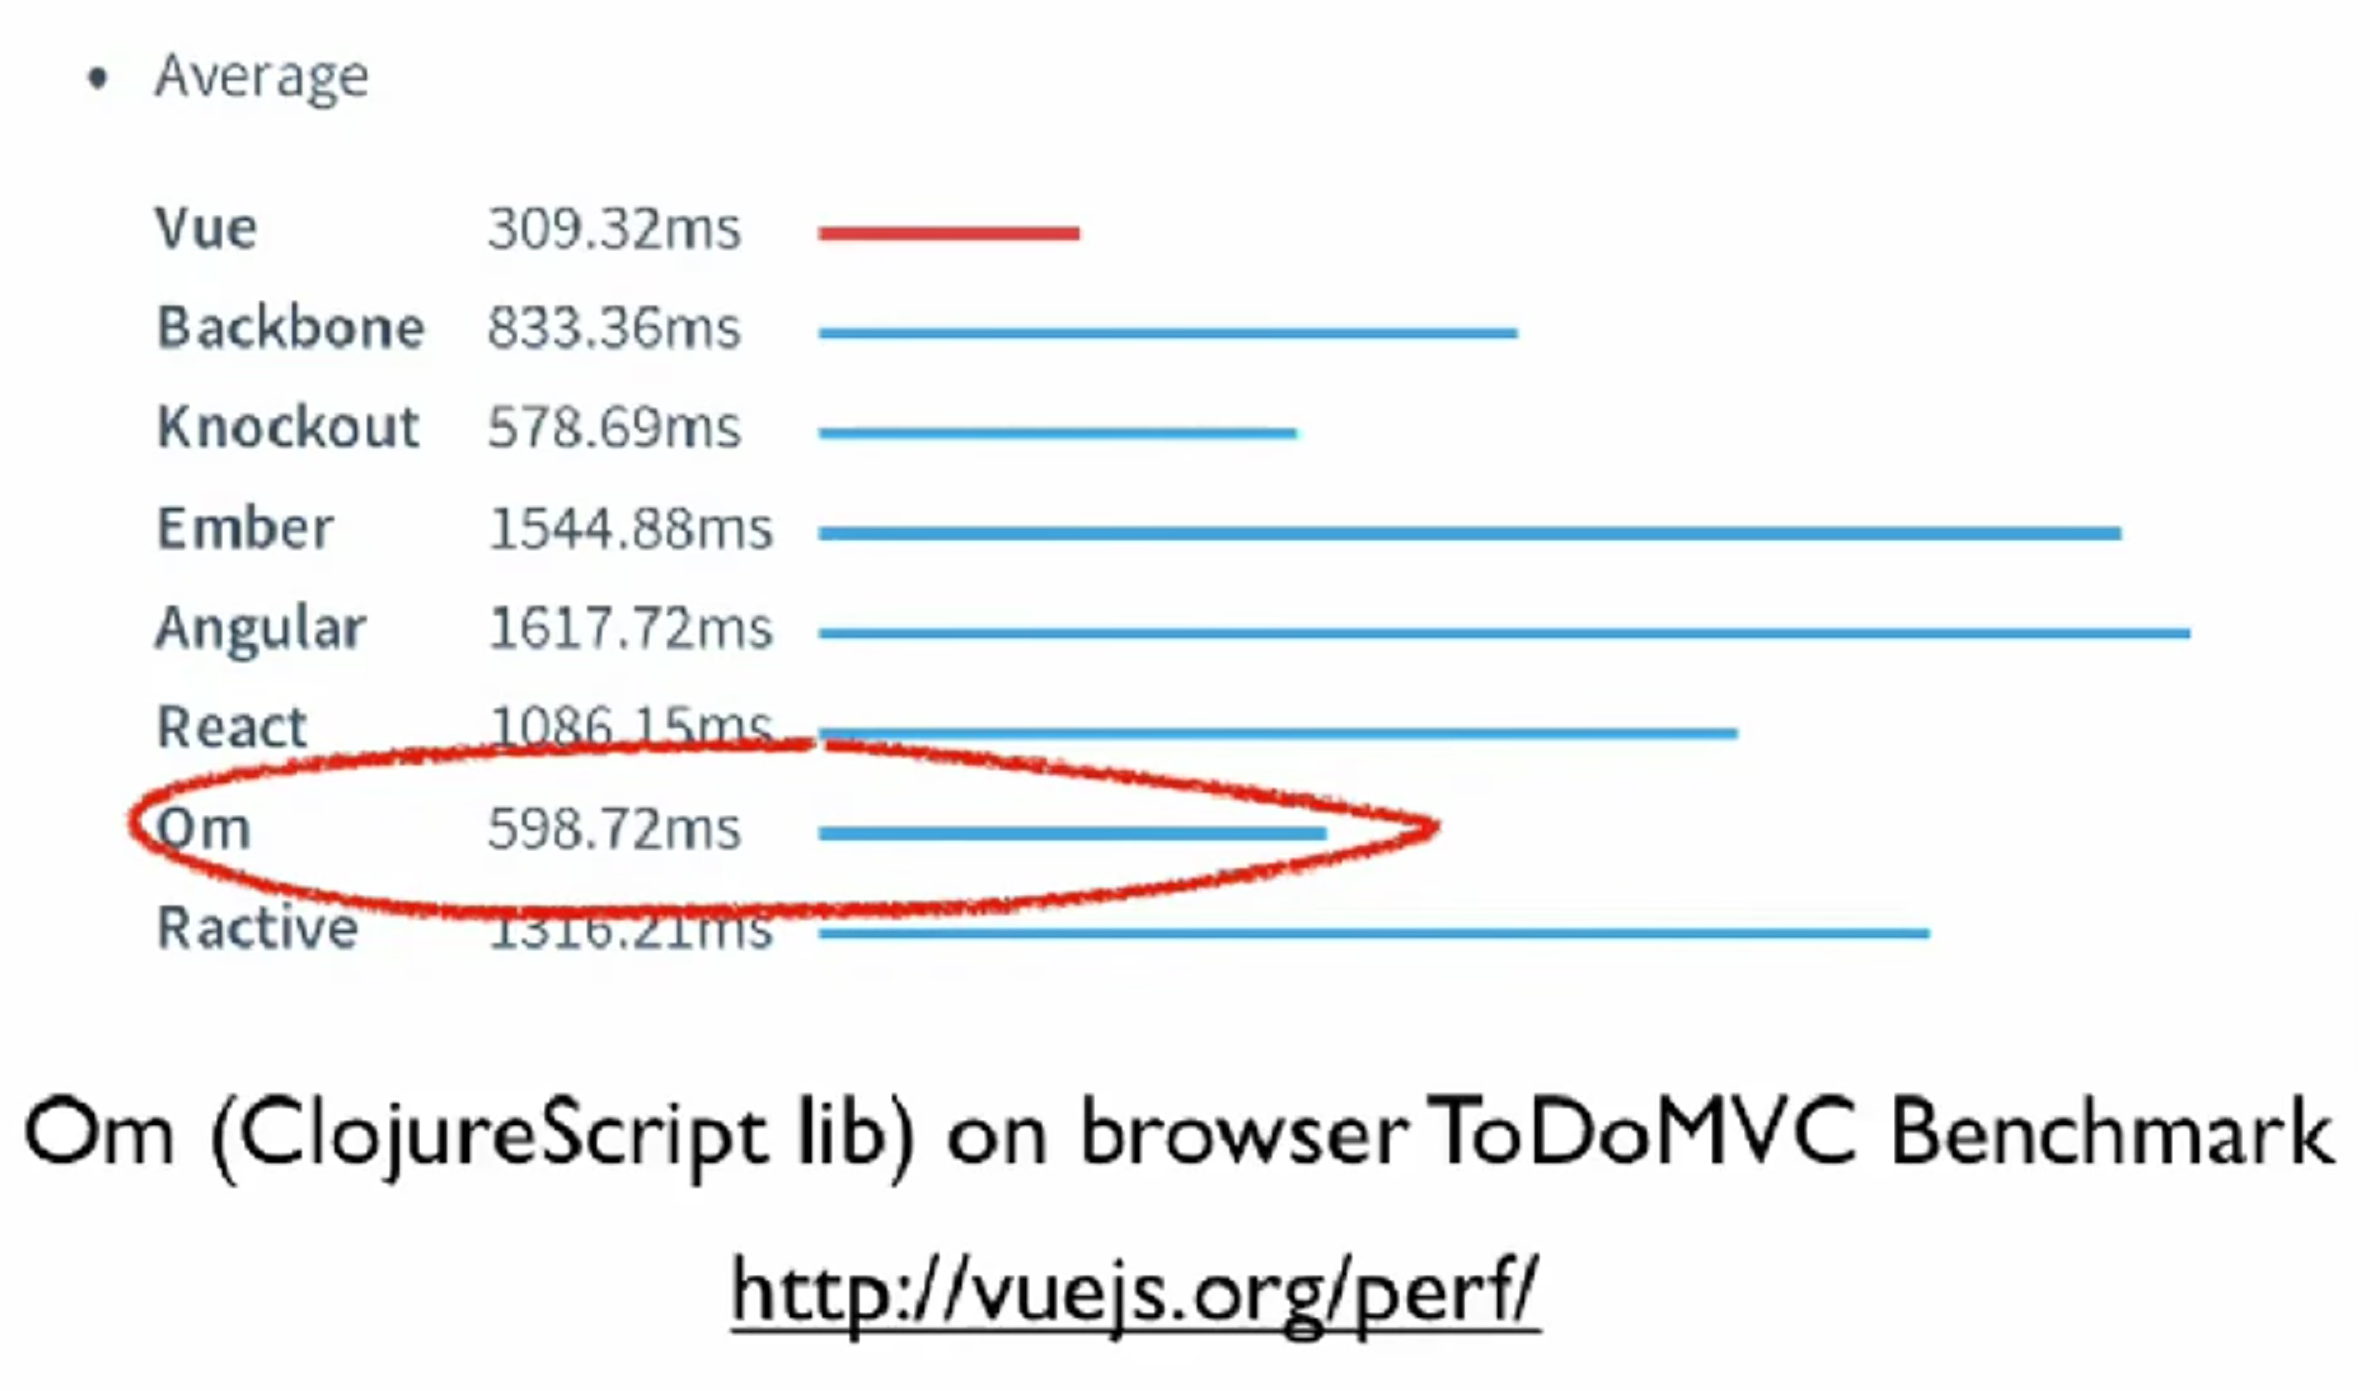 • Average
Vue 309.32ms
Backbone 833.36ms
Knockout 578.69ms
Ember 1544.88ms
Angular 1617.72ms
React 1086.15ms
Om 598.72ms
Ractive 1316.21ms
Om (ClojureScript lib) on browser ToDoMVC Benchmark
http://vuejs.org/perf/